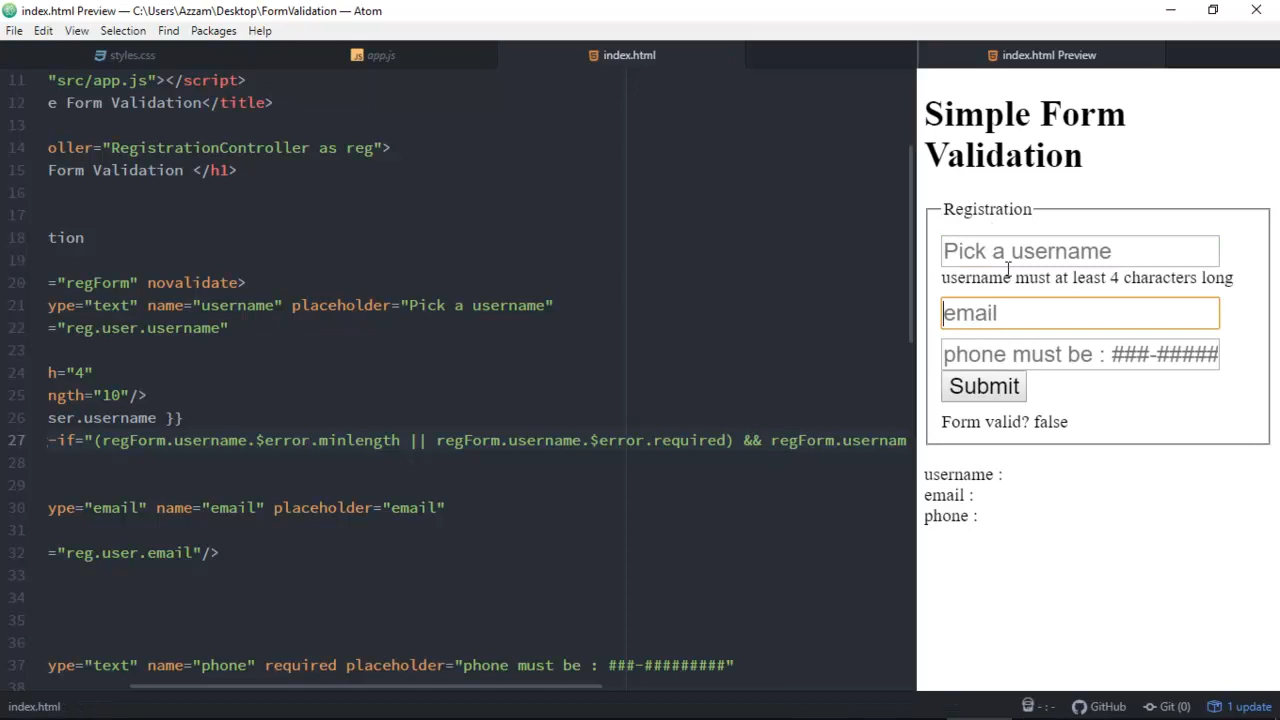 index.html Preview — C:\Users\Azzam\Desktop\FormValidation — Atom
File Edit View Selection Find Packages Help
styles.css app.js index.html index.html Preview
11 "src/app.js"></script>
12 e Form Validation</title>
13
14 oller="RegistrationController as reg">
15 Form Validation </h1>
16
17
18 tion
19
20 ="regForm" novalidate>
21 ype="text" name="username" placeholder="Pick a username"
22 ="reg.user.username"
23
24 h="4"
25 ngth="10"/>
26 ser.username }}
27 -if="(regForm.username.$error.minlength || regForm.username.$error.required) && regForm.usernam
28
29
30 ype="email" name="email" placeholder="email"
31
32 ="reg.user.email"/>
33
34
35
36
37 ype="text" name="phone" required placeholder="phone must be : ###-#########"
38
Simple Form
Validation
Registration
Pick a username
username must at least 4 characters long
email
phone must be : ###-#####
Submit
Form valid? false
username :
email :
phone :
index.html -:- GitHub Git (0) 1 update